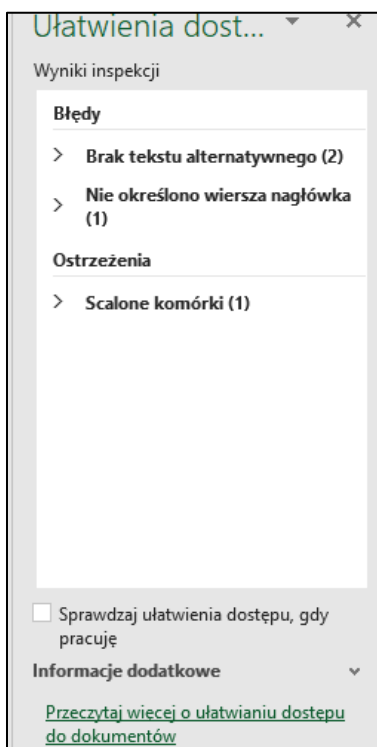 Ułatwienia dost...
Wyniki inspekcji
Błędy
Brak tekstu alternatywnego (2)
Nie określono wiersza nagłówka
(1)
Ostrzeżenia
Scalone komórki (1)
Sprawdzaj ułatwienia dostępu, gdy
pracuję
Informacje dodatkowe
Przeczytaj więcej o ułatwianiu dostępu
do dokumentów